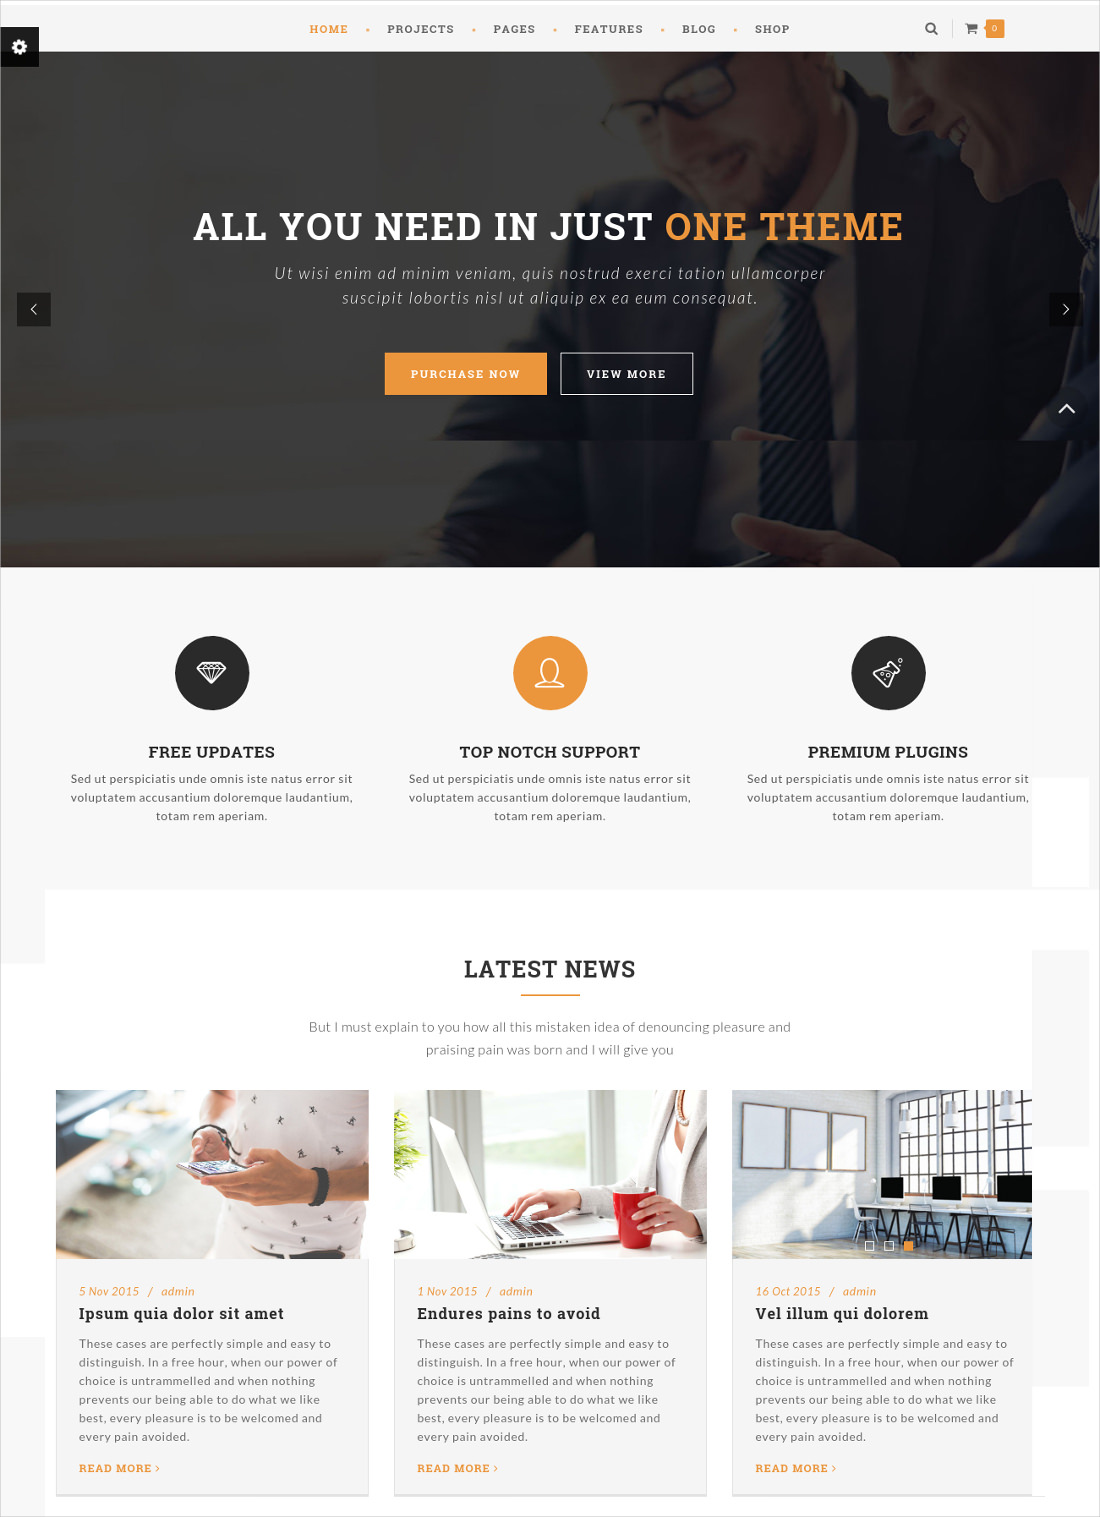 HOME PROJECTS PAGES FEATURES BLOG SHOP 0
ALL YOU NEED IN JUST ONE THEME
Ut wisi enim ad minim veniam, quis nostrud exerci tation ullamcorper
suscipit lobortis nisl ut aliquip ex ea eum consequat.
PURCHASE NOW VIEW MORE
FREE UPDATES
Sed ut perspiciatis unde omnis iste natus error sit
voluptatem accusantium doloremque laudantium,
totam rem aperiam.
TOP NOTCH SUPPORT
Sed ut perspiciatis unde omnis iste natus error sit
voluptatem accusantium doloremque laudantium,
totam rem aperiam.
PREMIUM PLUGINS
Sed ut perspiciatis unde omnis iste natus error sit
voluptatem accusantium doloremque laudantium,
totam rem aperiam.
LATEST NEWS
But I must explain to you how all this mistaken idea of denouncing pleasure and
praising pain was born and I will give you
5 Nov 2015 / admin
Ipsum quia dolor sit amet
These cases are perfectly simple and easy to
distinguish. In a free hour, when our power of
choice is untrammelled and when nothing
prevents our being able to do what we like
best, every pleasure is to be welcomed and
every pain avoided.
READ MORE >
1 Nov 2015 / admin
Endures pains to avoid
These cases are perfectly simple and easy to
distinguish. In a free hour, when our power of
choice is untrammelled and when nothing
prevents our being able to do what we like
best, every pleasure is to be welcomed and
every pain avoided.
READ MORE >
16 Oct 2015 / admin
Vel illum qui dolorem
These cases are perfectly simple and easy to
distinguish. In a free hour, when our power of
choice is untrammelled and when nothing
prevents our being able to do what we like
best, every pleasure is to be welcomed and
every pain avoided.
READ MORE >